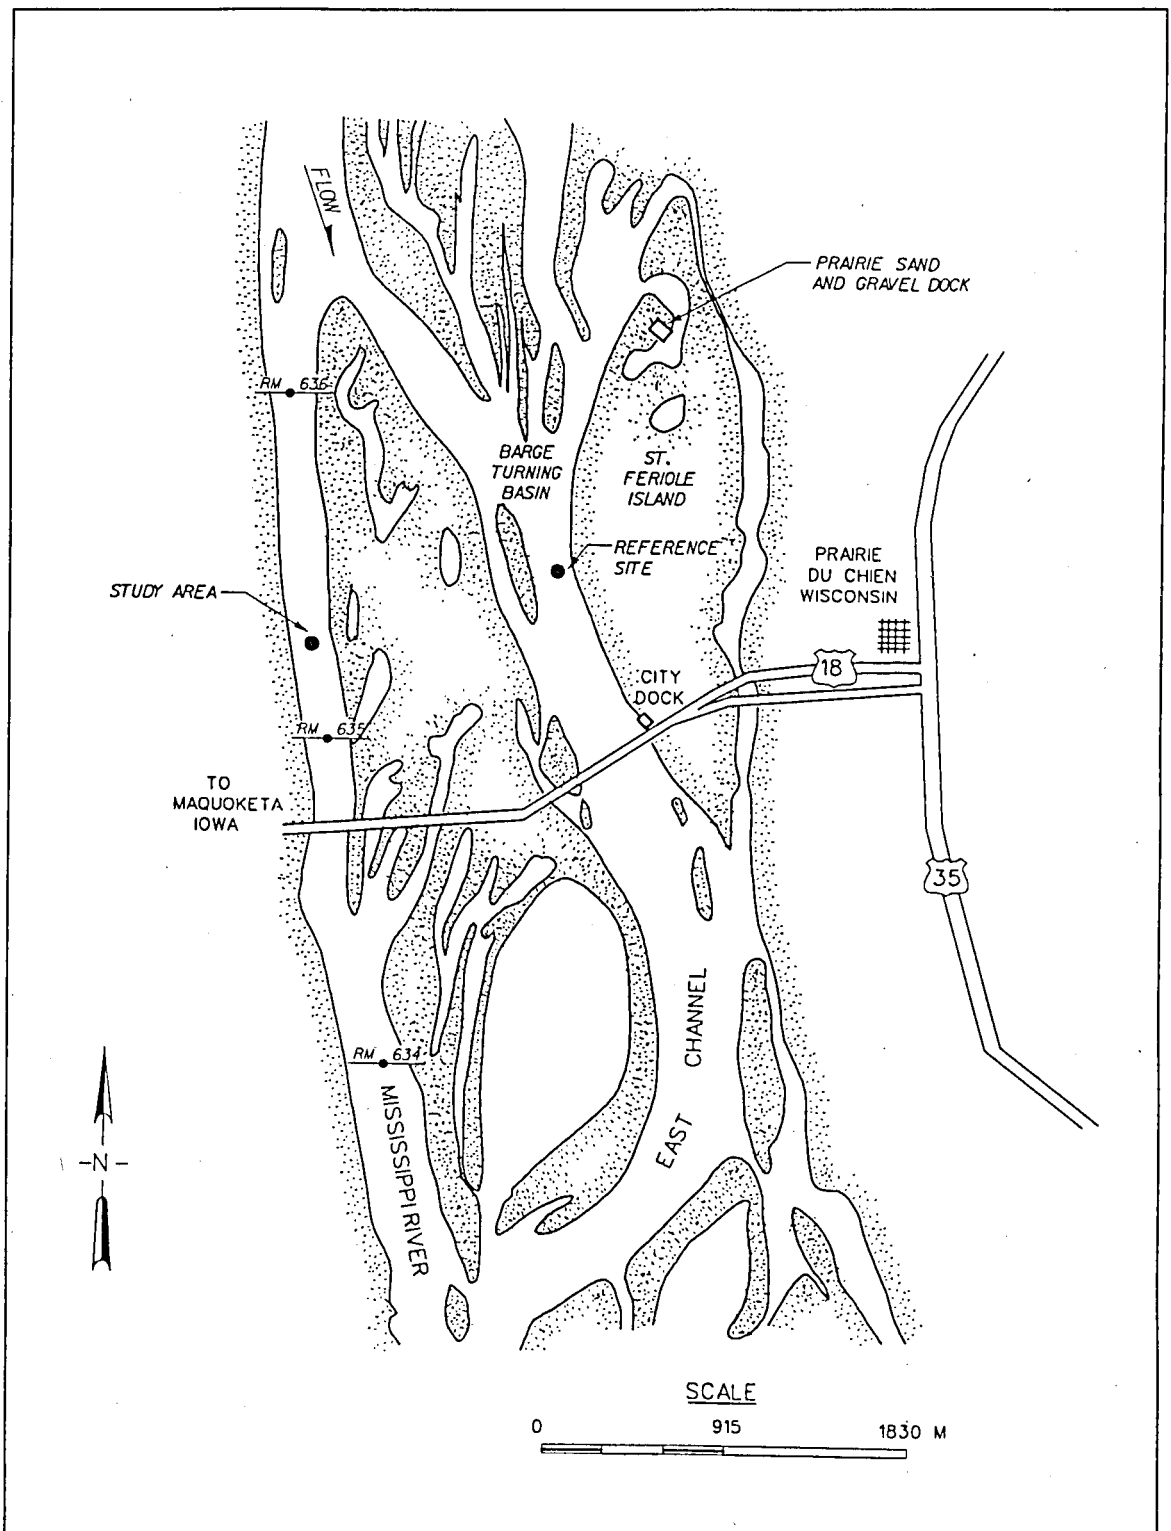 FLOW
PRAIRIE SAND
AND GRAVEL DOCK
RM 636
BARGE
TURNING
BASIN
ST.
FERIOLE
ISLAND
REFERENCE
SITE
PRAIRIE
DU CHIEN
WISCONSIN
STUDY AREA
18
CITY
DOCK
RM 635
TO
MAQUOKETA
IOWA
35
EAST CHANNEL
RM 634
MISSISSIPPI RIVER
-N-
SCALE
0 915 1830 M